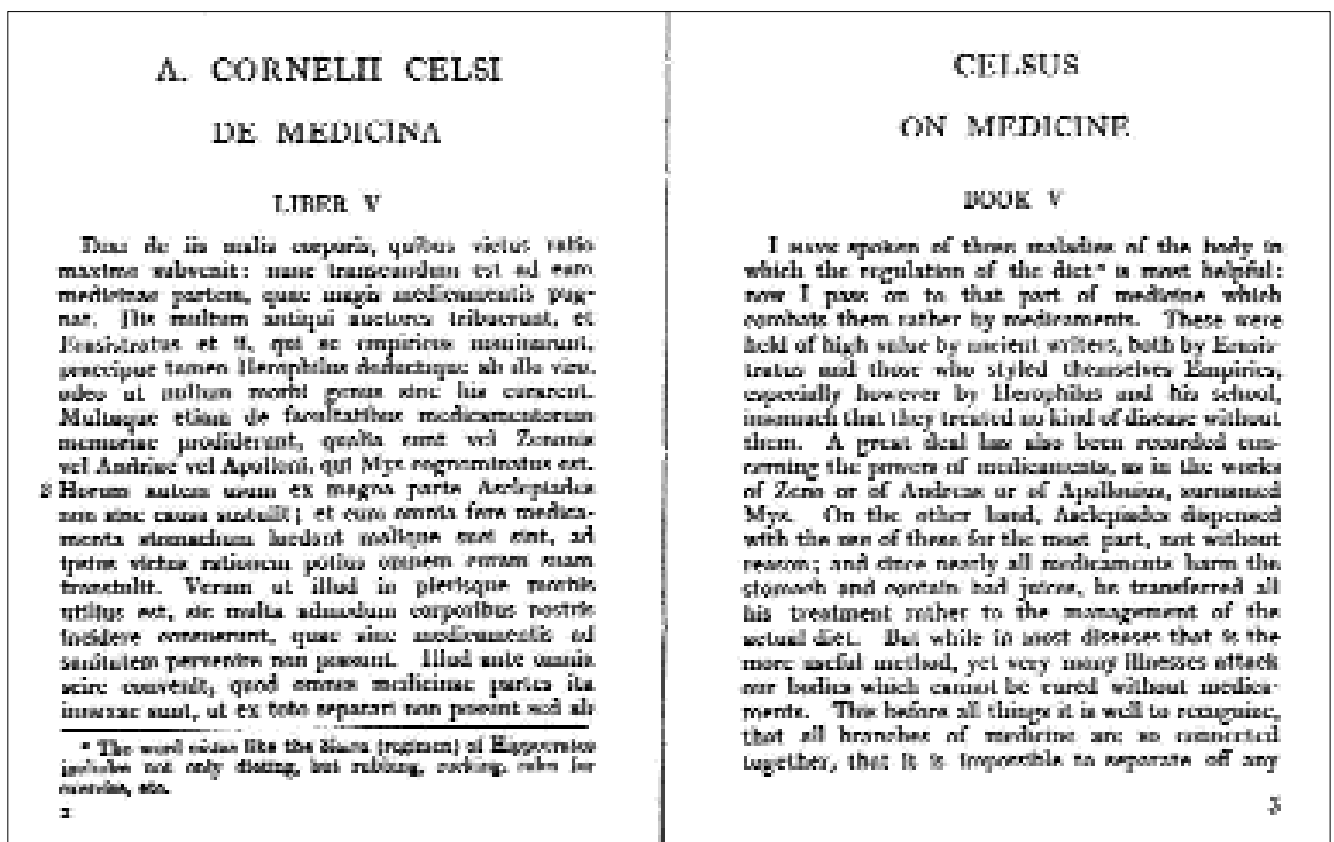 A. CORNELII CELSI
DE MEDICINA
LIBER V
Dixi de iis malis corporis, quibus victus ratio
maxime subvenit: nunc transeundum est ad eam
medicinae partem, quae magis medicamentis pug-
nat. His multum antiqui auctores tribuerunt, et
Erasistratus et ii, qui se empiricos nominarunt,
praecipue tamen Herophilus deductique ab illo viro,
adeo ut nullum morbi genus sine his curarent.
Multaque etiam de facultatibus medicamentorum
memoriae prodiderunt, qualia sunt vel Zenonis
vel Andriae vel Apolloni, qui Mys cognominatus est.
2 Horum autem usum ex magna parte Asclepiades
non sine causa sustulit; et cum omnia fere medica-
menta stomachum laedant malique suci sint, ad
ipsius victus rationem potius omnem curam suam
transtulit. Verum ut illud in plerisque morbis
utilius est, sic multa admodum corporibus nostris
incidere consuerunt, quae sine medicamentis ad
sanitatem pervenire non possunt. Illud ante omnia
scire convenit, quod omnes medicinae partes ita
innexae sunt, ut ex toto separari non possint sed ab
The word victus like the (regimen) of Hippocrates
includes not only dieting, but rubbing, rocking, rules for
exercise, etc.
2
CELSUS
ON MEDICINE
BOOK V
I have spoken of those maladies of the body in
which the regulation of the diet is most helpful:
now I pass on to that part of medicine which
combats them rather by medicaments. These were
held of high value by ancient writers, both by Erasis-
tratus and those who styled themselves Empirics,
especially however by Herophilus and his school,
insomuch that they treated no kind of disease without
them. A great deal has also been recorded con-
cerning the powers of medicaments, as in the works
of Zeno or of Andreas or of Apollonius, surnamed
Mys. On the other hand, Asclepiades dispensed
with the use of these for the most part, not without
reason; and since nearly all medicaments harm the
stomach and contain bad juices, he transferred all
his treatment rather to the management of the
actual diet. But while in most diseases that is the
more useful method, yet very many illnesses attack
our bodies which cannot be cured without medica-
ments. This before all things it is well to recognise,
that all branches of medicine are so connected
together, that it is impossible to separate off any
3